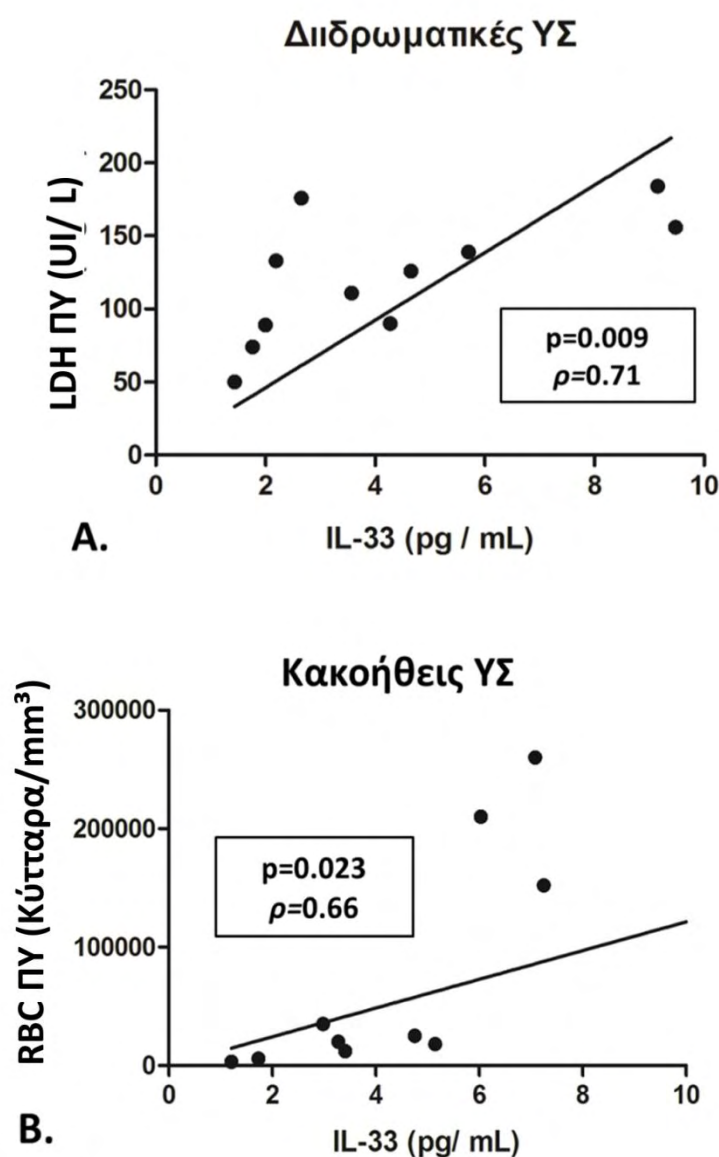 Διιδρωματικές ΥΣ
250
200
150
100
50
0
LDH ΠΥ (UI/ L)
p=0.009
ρ=0.71
0 2 4 6 8 10
A.
IL-33 (pg / mL)
Κακοήθεις ΥΣ
300000
200000
100000
0
RBC ΠΥ (Κύτταρα/mm³)
p=0.023
ρ=0.66
0 2 4 6 8 10
B.
IL-33 (pg/ mL)